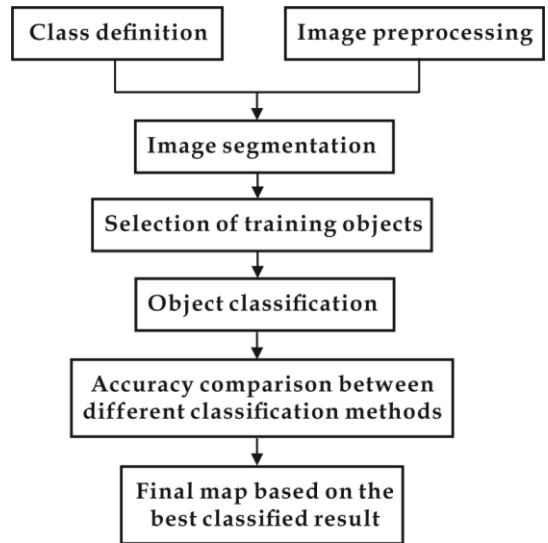 Class definition
Image preprocessing
Image segmentation
Selection of training objects
Object classification
Accuracy comparison between
different classification methods
Final map based on the
best classified result